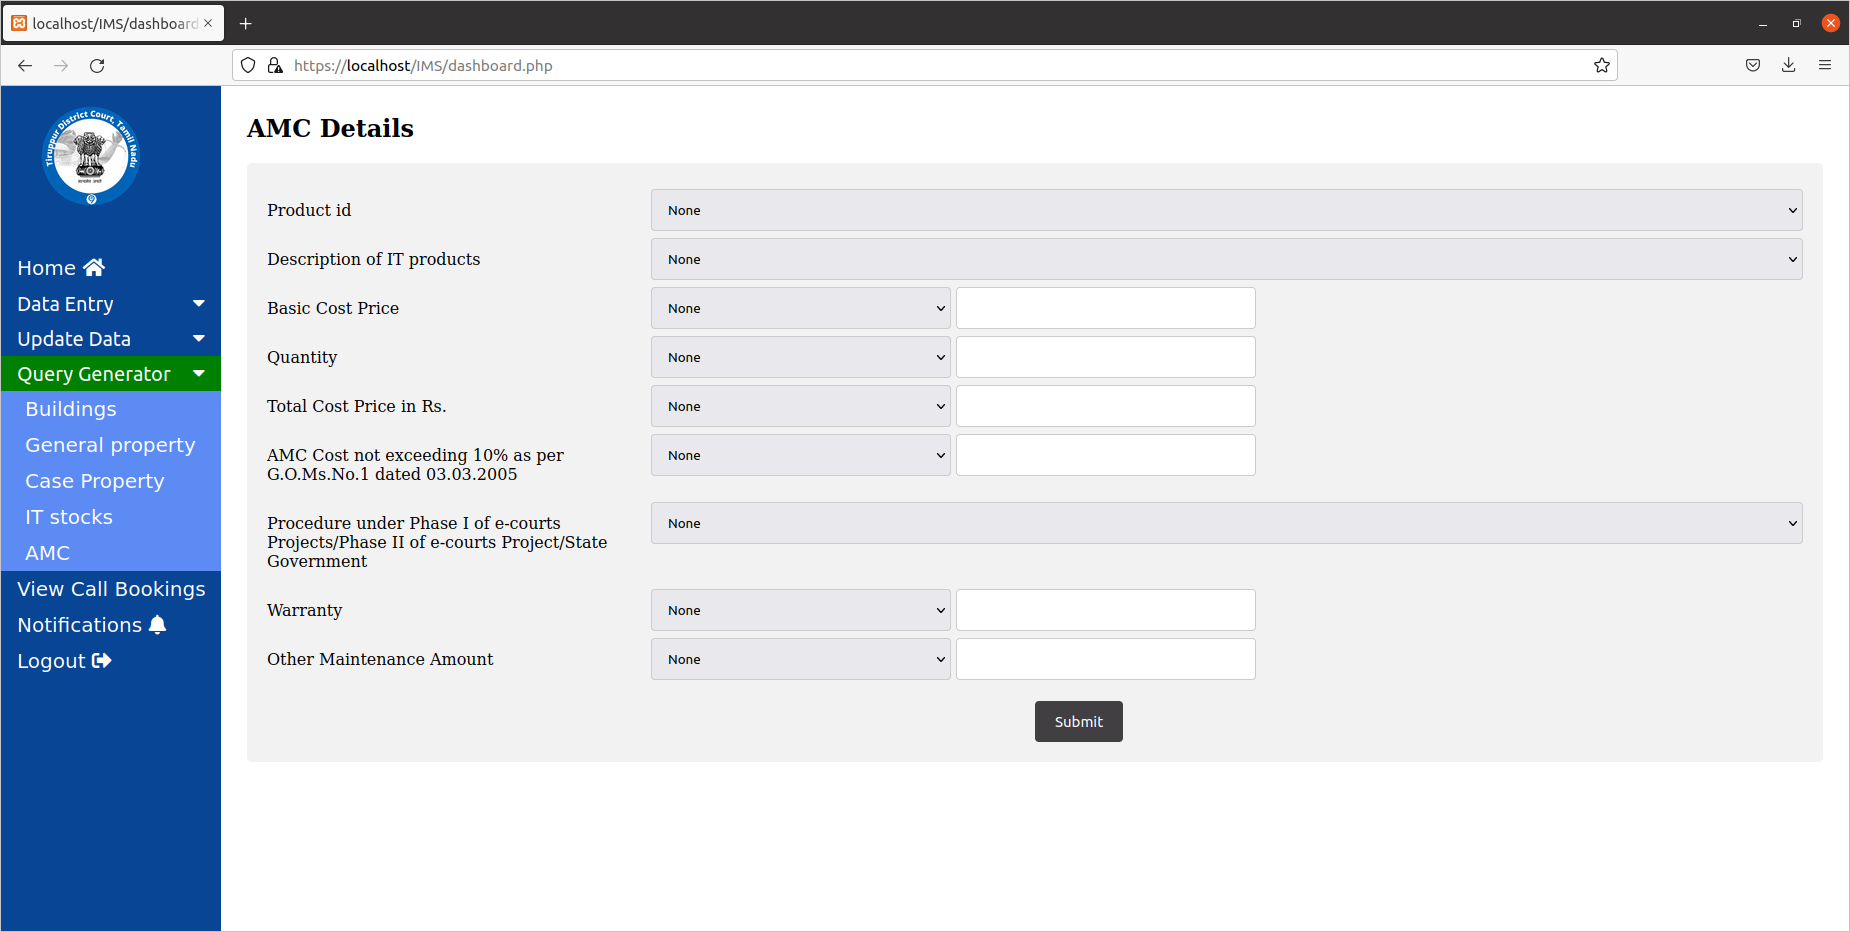 localhost/IMS/dashboard
https://localhost/IMS/dashboard.php
Tiruppur District Court, Tamil Nadu
सत्यमेव जयते
Home
Data Entry
Update Data
Query Generator
Buildings
General property
Case Property
IT stocks
AMC
View Call Bookings
Notifications
Logout
AMC Details
Product id None
Description of IT products None
Basic Cost Price None
Quantity None
Total Cost Price in Rs. None
AMC Cost not exceeding 10% as per None
G.O.Ms.No.1 dated 03.03.2005
Procedure under Phase I of e-courts None
Projects/Phase II of e-courts Project/State
Government
Warranty None
Other Maintenance Amount None
Submit